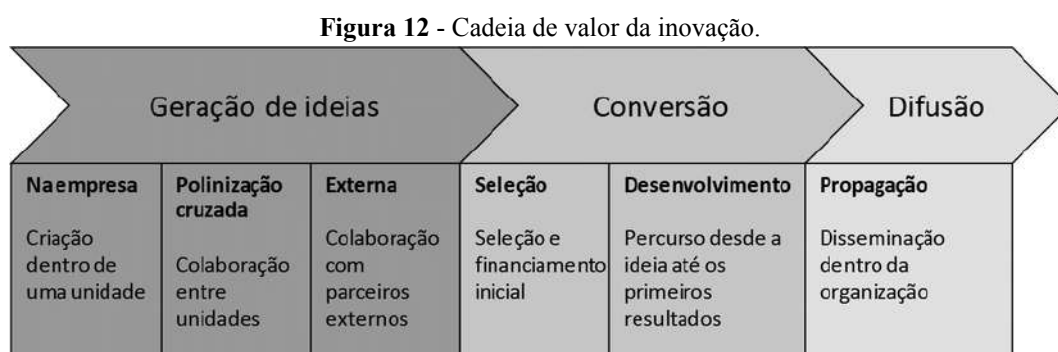 Figura 12 - Cadeia de valor da inovação.
Geração de ideias
Conversão
Difusão
Na empresa
Criação
dentro de
uma unidade
Polinização
cruzada
Colaboração
entre
unidades
Externa
Colaboração
com
parceiros
externos
Seleção
Seleção e
financiamento
inicial
Desenvolvimento
Percurso desde a
ideia até os
primeiros
resultados
Propagação
Disseminação
dentro da
organização